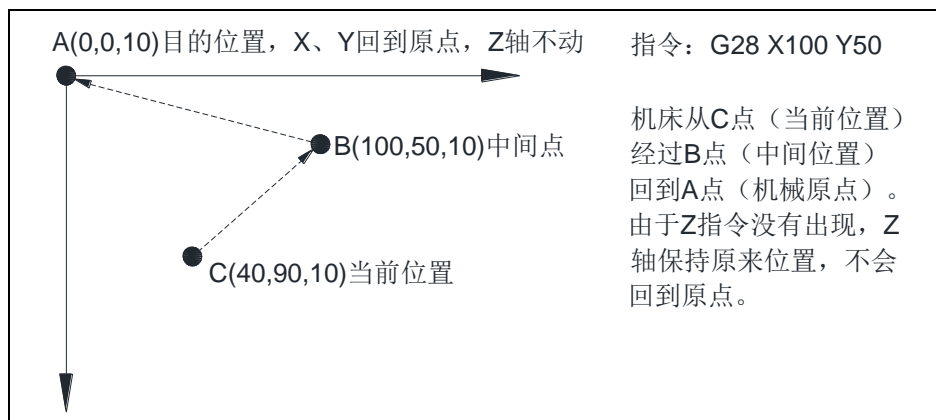 A(0,0,10)目的位置，X、Y回到原点，Z轴不动
B(100,50,10)中间点
C(40,90,10)当前位置
指令：G28 X100 Y50
机床从C点（当前位置）
经过B点（中间位置）
回到A点（机械原点）。
由于Z指令没有出现，Z
轴保持原来位置，不会
回到原点。